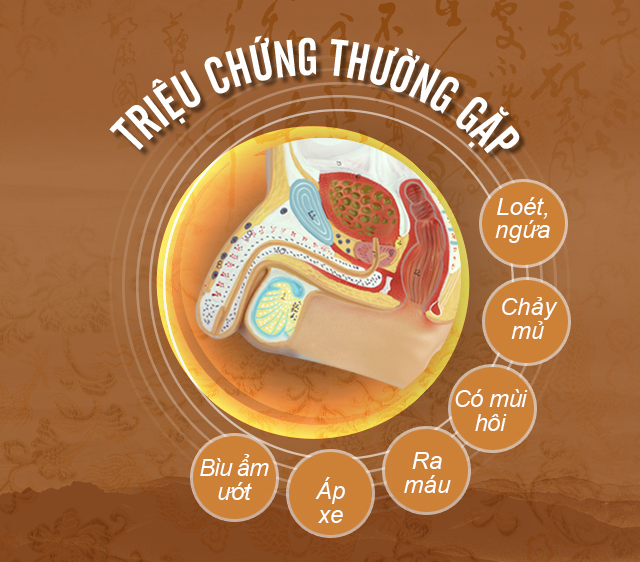 TRIỆU CHỨNG THƯỜNG GẶP
Loét,
ngứa
Chảy
mủ
Có mùi
hôi
Ra
máu
Áp
xe
Bìu ẩm
ướt